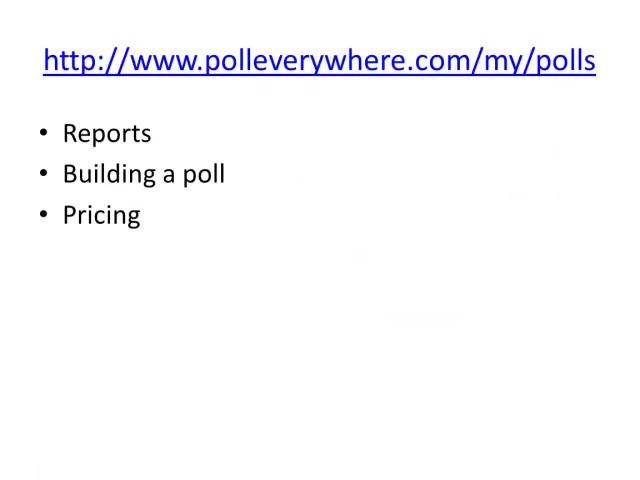 http://www.polleverywhere.com/my/polls
• Reports
• Building a poll
• Pricing